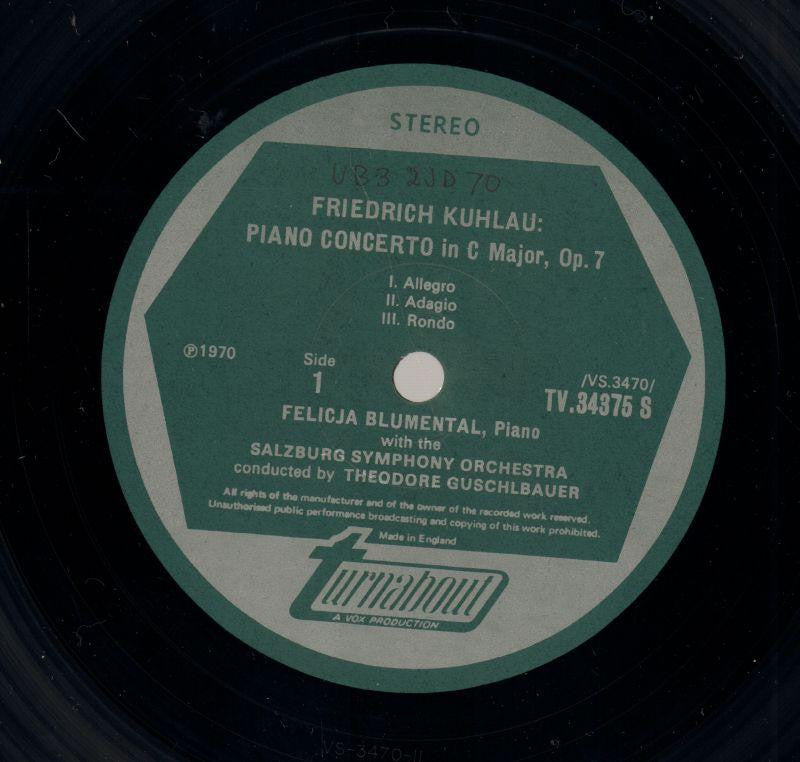 STEREO
UB3 2JD 70
FRIEDRICH KUHLAU:
PIANO CONCERTO in C Major, Op. 7
I. Allegro
II. Adagio
III. Rondo
℗1970
Side
1
/VS.3470/
TV.34375 S
FELICJA BLUMENTAL, Piano
with the
SALZBURG SYMPHONY ORCHESTRA
conducted by THEODORE GUSCHLBAUER
All rights of the manufacturer and of the owner of the recorded work reserved.
Unauthorised public performance broadcasting and copying of this work prohibited.
Made in England
turnabout
A VOX PRODUCTION
VS-3470-11